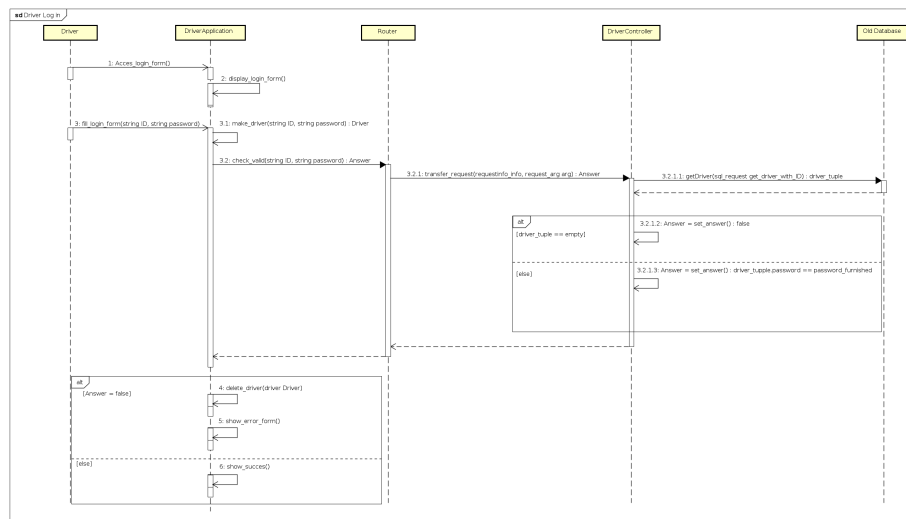 sd Driver Log in
Driver
DriverApplication
Router
DriverController
Old Database
1: Acces_login_form()
2: display_login_form()
3: fill_login_form(string ID, string password)
3.1: make_driver(string ID, string password) : Driver
3.2: check_valid(string ID, string password) : Answer
3.2.1: transfer_request(requestinfo_info, request_arg arg) : Answer
3.2.1.1: getDriver(sql_request get_driver_with_ID) : driver_tuple
alt
[driver_tuple == empty]
3.2.1.2: Answer = set_answer() : false
[else]
3.2.1.3: Answer = set_answer() : driver_tupple.password == password_furnished
alt
[Answer = false]
4: delete_driver(driver Driver)
5: show_error_form()
[else]
6: show_succes()